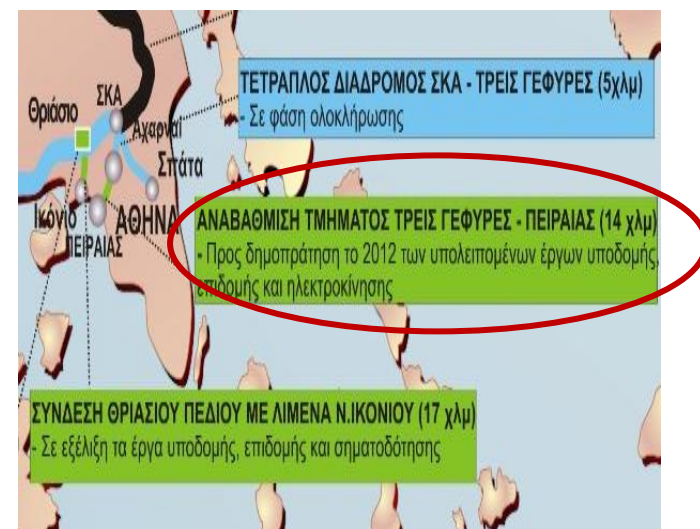 ΤΕΤΡΑΠΛΟΣ ΔΙΑΔΡΟΜΟΣ ΣΚΑ - ΤΡΕΙΣ ΓΕΦΥΡΕΣ (5χλμ)
- Σε φάση ολοκλήρωσης
Θριάσιο
ΣΚΑ
Αχαρναί
Σπάτα
Ικόνιο
ΑΘΗΝΑ
ΠΕΙΡΑΙΑΣ
ΑΝΑΒΑΘΜΙΣΗ ΤΜΗΜΑΤΟΣ ΤΡΕΙΣ ΓΕΦΥΡΕΣ - ΠΕΙΡΑΙΑΣ (14 χλμ)
- Προς δημοπράτηση το 2012 των υπολειπομένων έργων υποδομής,
επιδομής και ηλεκτροκίνησης
ΣΥΝΔΕΣΗ ΘΡΙΑΣΙΟΥ ΠΕΔΙΟΥ ΜΕ ΛΙΜΕΝΑ Ν.ΙΚΟΝΙΟΥ (17 χλμ)
- Σε εξέλιξη τα έργα υποδομής, επιδομής και σηματοδότησης